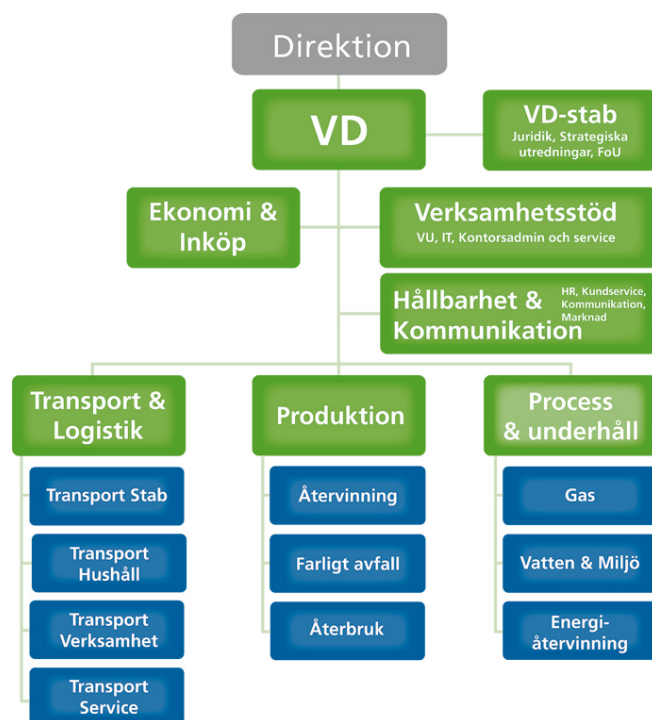 Direktion
VD
VD-stab
Juridik, Strategiska
utredningar, FoU
Ekonomi &
Inköp
Verksamhetsstöd
VU, IT, Kontorsadmin och service
Hållbarhet &
Kommunikation
HR, Kundservice,
Kommunikation,
Marknad
Transport &
Logistik
Transport Stab
Transport
Hushåll
Transport
Verksamhet
Transport
Service
Produktion
Återvinning
Farligt avfall
Återbruk
Process
& underhåll
Gas
Vatten & Miljö
Energi-
återvinning